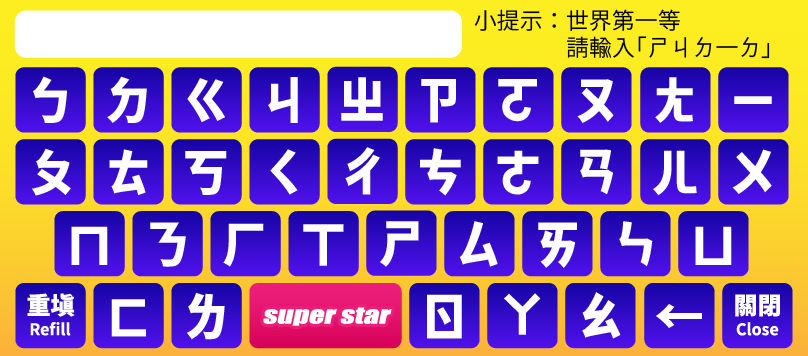 小提示：世界第一等
請輸入「ㄕㄐㄉㄧㄉ」
ㄅ ㄉ ㄍ ㄐ ㄓ ㄗ ㄛ ㄡ ㄤ ㄧ
ㄆ ㄊ ㄎ ㄑ ㄔ ㄘ ㄜ ㄢ ㄦ ㄨ
ㄇ ㄋ ㄏ ㄒ ㄕ ㄙ ㄞ ㄣ ㄩ
重填 ㄈ ㄌ super star ㄖ ㄚ ㄠ ← 關閉
Refill Close